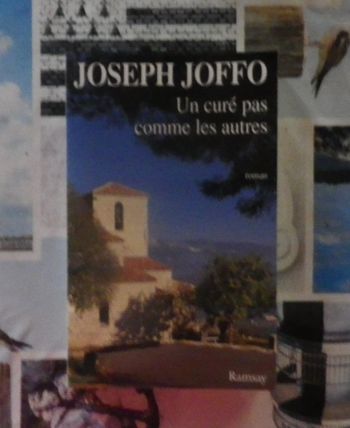 JOSEPH JOFFO
Un curé pas
comme les autres
roman
Ramsay